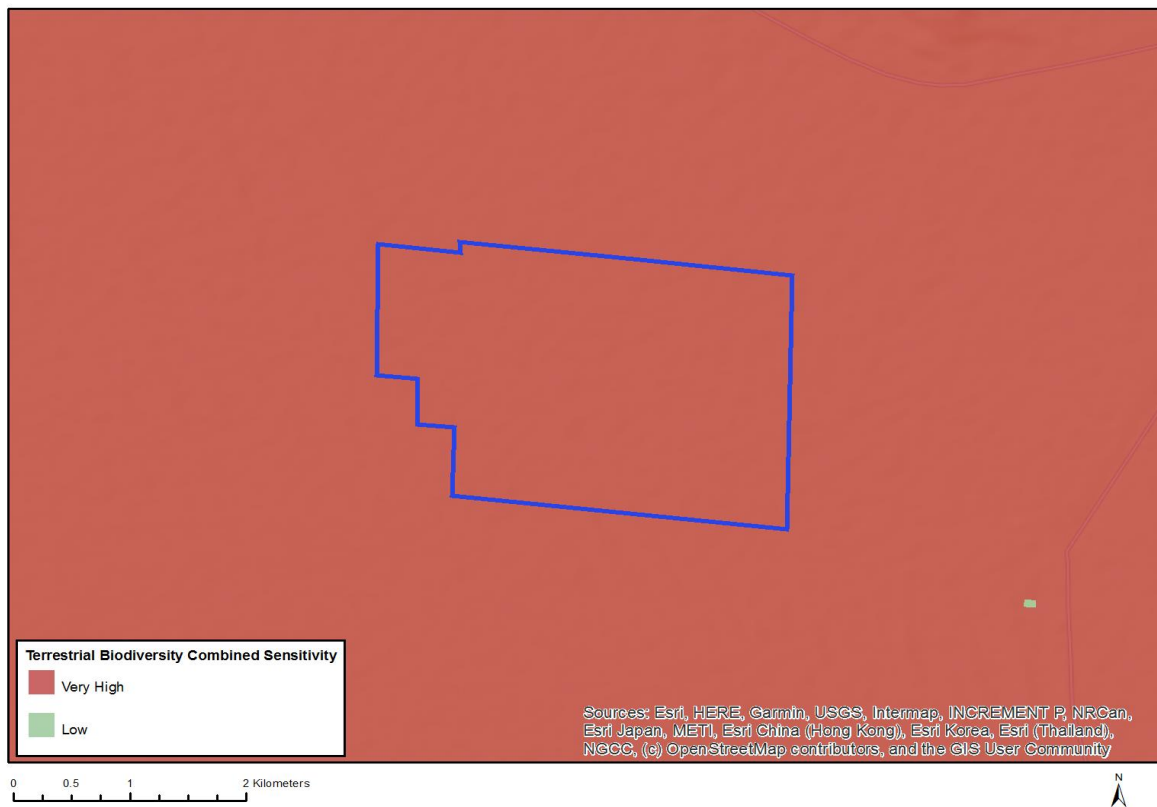 Terrestrial Biodiversity Combined Sensitivity
Very High
Low
Sources: Esri, HERE, Garmin, USGS, Intermap, INCREMENT P, NRCan,
Esri Japan, METI, Esri China (Hong Kong), Esri Korea, Esri (Thailand),
NGCC, (c) OpenStreetMap contributors, and the GIS User Community
0 0.5 1 2 Kilometers
N